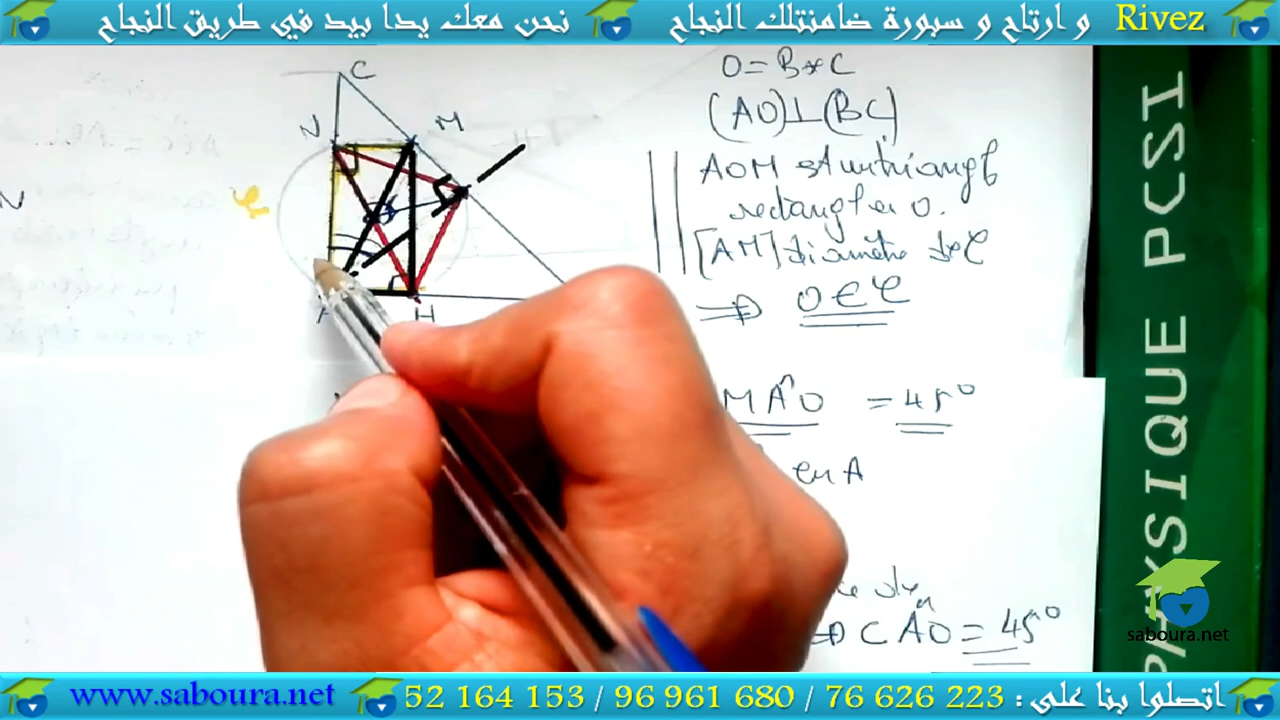 نحن معك يدا بيد في طريق النجاح
و ارتاح و سبورة ضامنتلك النجاح Rivez
C
N
M
H
O = B * C
(AO)⊥(BC)
AOM est un triangle
rectangle en O.
[AM] diamètre de C
⇒ O ∈ C
MÂO = 45°
en A
⇒ CÂO = 45°
PHYSIQUE PCSI
saboura.net
www.saboura.net
اتصلوا بنا على : 52 164 153 / 96 961 680 / 76 626 223